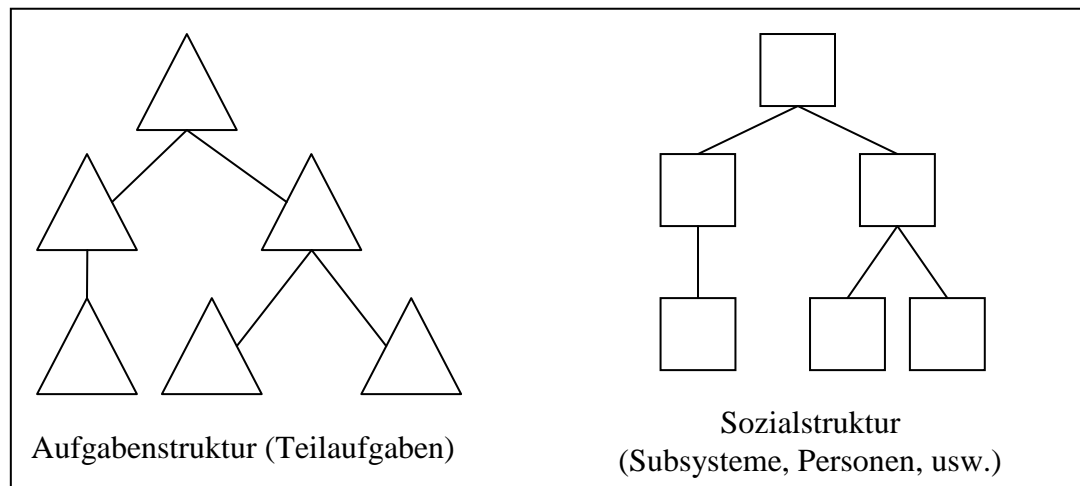 Aufgabenstruktur (Teilaufgaben)
Sozialstruktur
(Subsysteme, Personen, usw.)